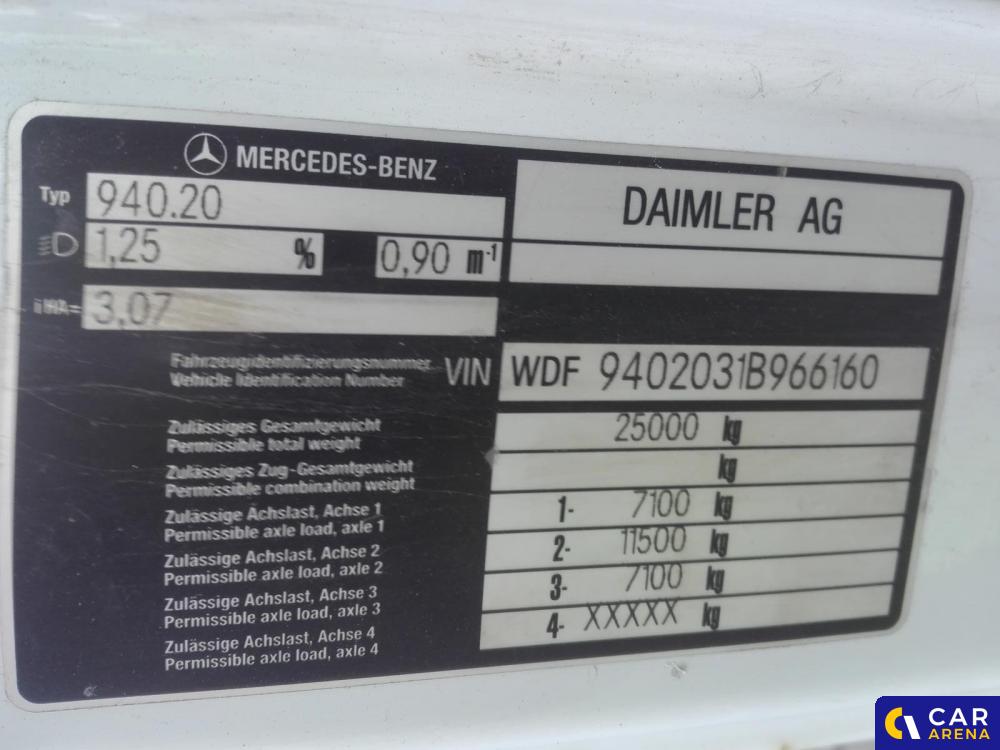 MERCEDES-BENZ
DAIMLER AG
Typ 940.20
1,25 % 0,90 m-1
iHA= 3,07
Fahrzeugidentifizierungsnummer
Vehicle Identification Number
VIN WDF 9402031B966160
Zulässiges Gesamtgewicht
Permissible total weight
25000 kg
Zulässiges Zug-Gesamtgewicht
Permissible combination weight
kg
Zulässige Achslast, Achse 1
Permissible axle load, axle 1
1- 7100 kg
Zulässige Achslast, Achse 2
Permissible axle load, axle 2
2- 11500 kg
Zulässige Achslast, Achse 3
Permissible axle load, axle 3
3- 7100 kg
Zulässige Achslast, Achse 4
Permissible axle load, axle 4
4- XXXXX kg
CAR
ARENA